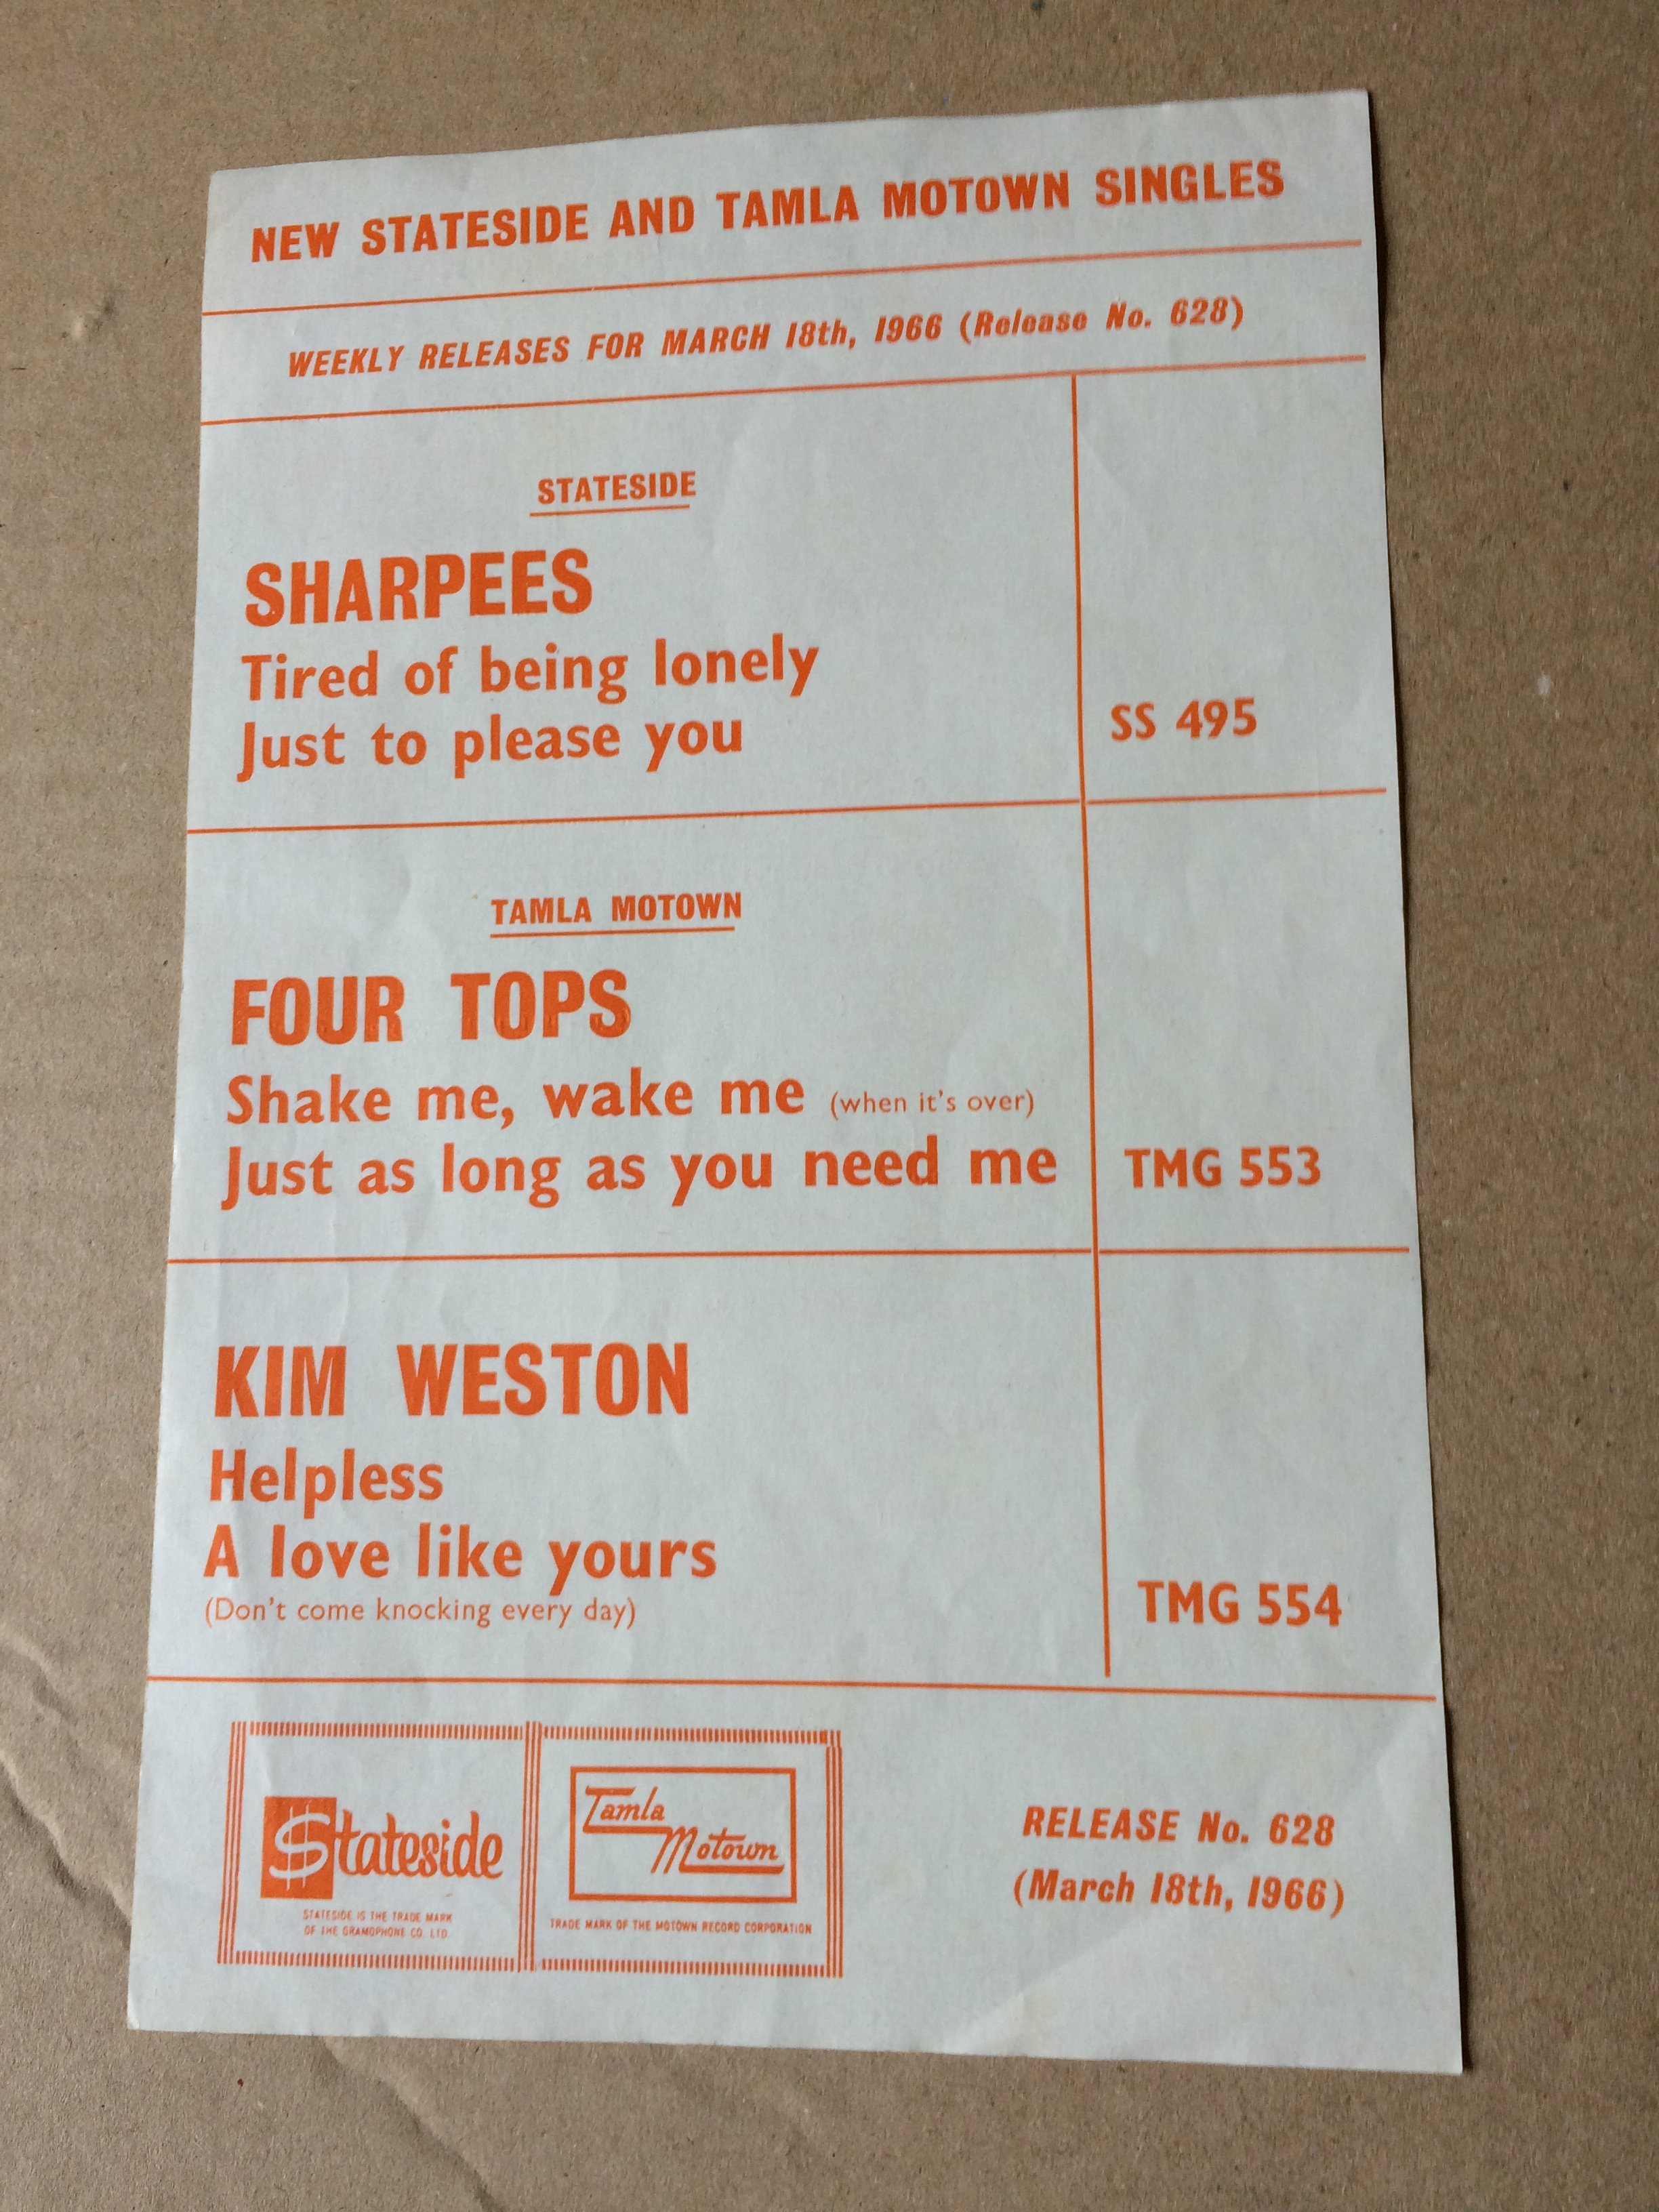 NEW STATESIDE AND TAMLA MOTOWN SINGLES
WEEKLY RELEASES FOR MARCH 18th, 1966 (Release No. 628)
STATESIDE
SHARPEES
Tired of being lonely
Just to please you
SS 495
TAMLA MOTOWN
FOUR TOPS
Shake me, wake me (when it's over)
Just as long as you need me
TMG 553
KIM WESTON
Helpless
A love like yours
(Don't come knocking every day)
TMG 554
Stateside
STATESIDE IS THE TRADE MARK
OF THE GRAMOPHONE CO. LTD
Tamla
Motown
TRADE MARK OF THE MOTOWN RECORD CORPORATION
RELEASE No. 628
(March 18th, 1966)